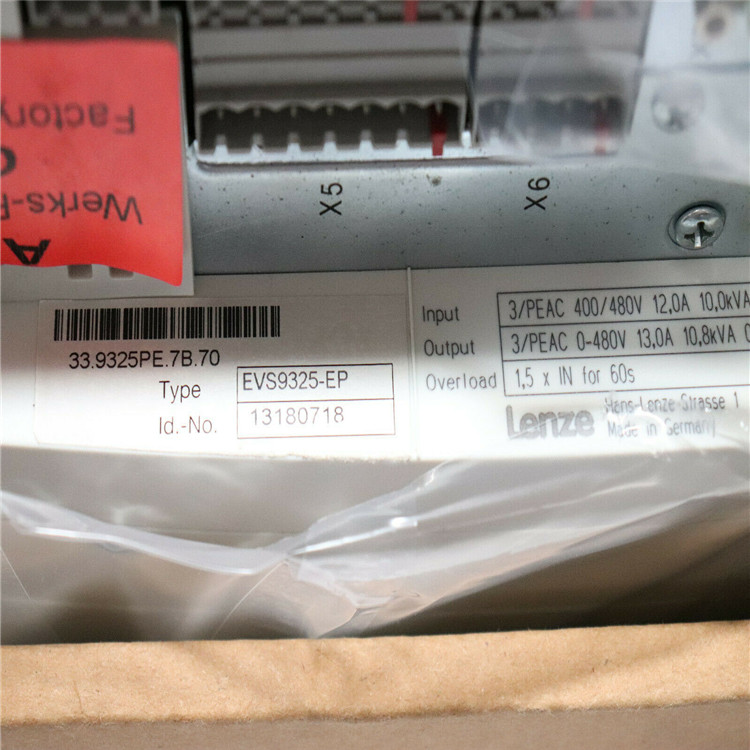 Factory
Werks-
A
X5
X6
33.9325PE.7B.70
Type EVS9325-EP
Id.-No. 13180718
Input 3/PEAC 400/480V 12,0A 10,0kVA
Output 3/PEAC 0-480V 13,0A 10,8kVA
Overload 1,5 x IN for 60s
Lenze Hans-Lenze-Strasse 1
Made in Germany